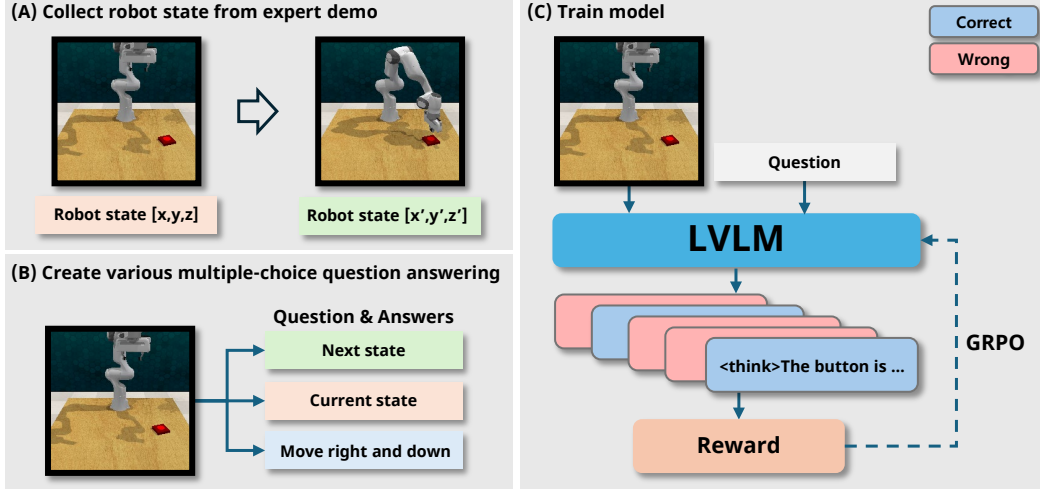 (A) Collect robot state from expert demo
Robot state [x,y,z]
Robot state [x’,y’,z’]
(B) Create various multiple-choice question answering
Question & Answers
Next state
Current state
Move right and down
(C) Train model
Correct
Wrong
Question
LVLM
<think>The button is ...
GRPO
Reward